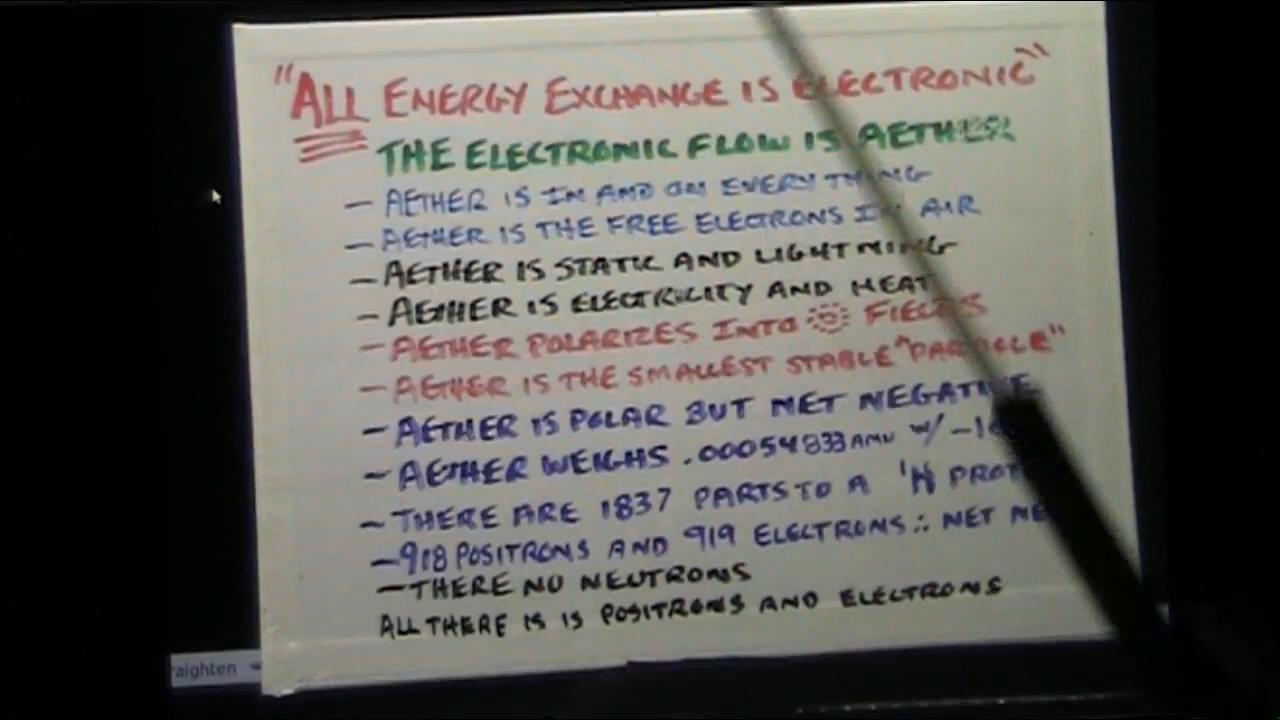 "ALL ENERGY EXCHANGE IS ELECTRONIC"
THE ELECTRONIC FLOW IS AETHER
- AETHER IS IN AND ON EVERYTHING
- AETHER IS THE FREE ELECTRONS IN AIR
- AETHER IS STATIC AND LIGHTNING
- AETHER IS ELECTRICITY AND HEAT
- AETHER POLARIZES INTO FIELDS
- AETHER IS THE SMALLEST STABLE "PARTICLE"
- AETHER IS POLAR BUT NET NEGATIVE
- AETHER WEIGHS .00054833 AMU W/
- THERE ARE 1837 PARTS TO A 'H
- 918 POSITRONS AND 919 ELECTRONS ∴ NET
- THERE NO NEUTRONS
ALL THERE IS IS POSITRONS AND ELECTRONS
raighten